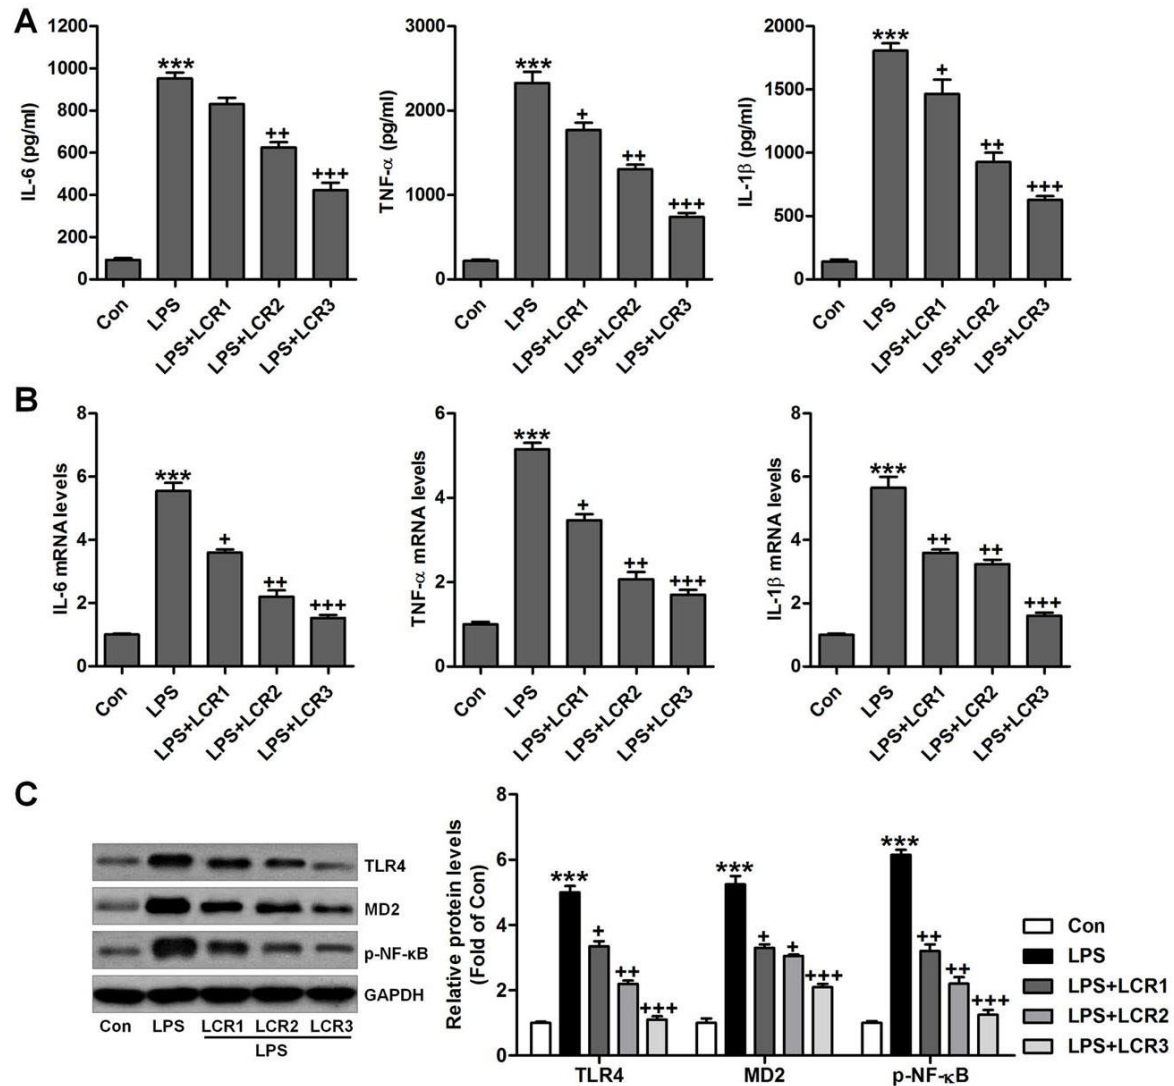 A
IL-6 (pg/ml)
1200
1000
800
600
400
200
0
***
++
+++
Con
LPS
LPS+LCR1
LPS+LCR2
LPS+LCR3
TNF-α (pg/ml)
3000
2000
1000
0
***
+
++
+++
Con
LPS
LPS+LCR1
LPS+LCR2
LPS+LCR3
IL-1β (pg/ml)
2000
1500
1000
500
0
***
+
++
+++
Con
LPS
LPS+LCR1
LPS+LCR2
LPS+LCR3
B
IL-6 mRNA levels
8
6
4
2
0
***
+
++
+++
Con
LPS
LPS+LCR1
LPS+LCR2
LPS+LCR3
TNF-α mRNA levels
6
4
2
0
***
+
++
+++
Con
LPS
LPS+LCR1
LPS+LCR2
LPS+LCR3
IL-1β mRNA levels
8
6
4
2
0
***
++
++
+++
Con
LPS
LPS+LCR1
LPS+LCR2
LPS+LCR3
C
TLR4
MD2
p-NF-κB
GAPDH
Con LPS LCR1 LCR2 LCR3
LPS
Relative protein levels
(Fold of Con)
8
6
4
2
0
***
+
++
+++
***
+
+
+++
***
++
++
+++
TLR4 MD2 p-NF-κB
Con
LPS
LPS+LCR1
LPS+LCR2
LPS+LCR3